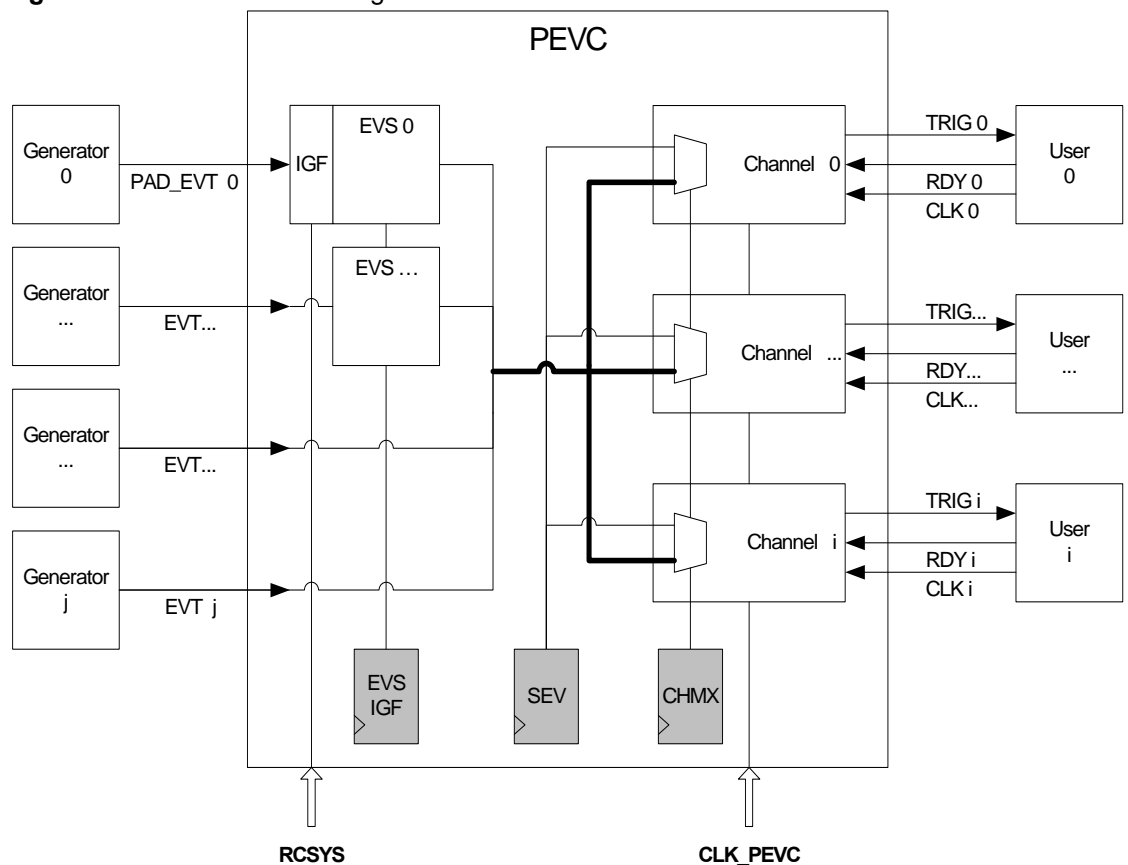 PEVC
Generator
0
PAD_EVT 0
IGF
EVS 0
Channel 0
TRIG 0
RDY 0
CLK 0
User
0
Generator
...
EVT...
EVS ...
Channel ...
TRIG...
RDY...
CLK...
User
...
Generator
...
EVT...
Generator
j
EVT j
Channel i
TRIG i
RDY i
CLK i
User
i
EVS
IGF
SEV
CHMX
RCSYS
CLK_PEVC